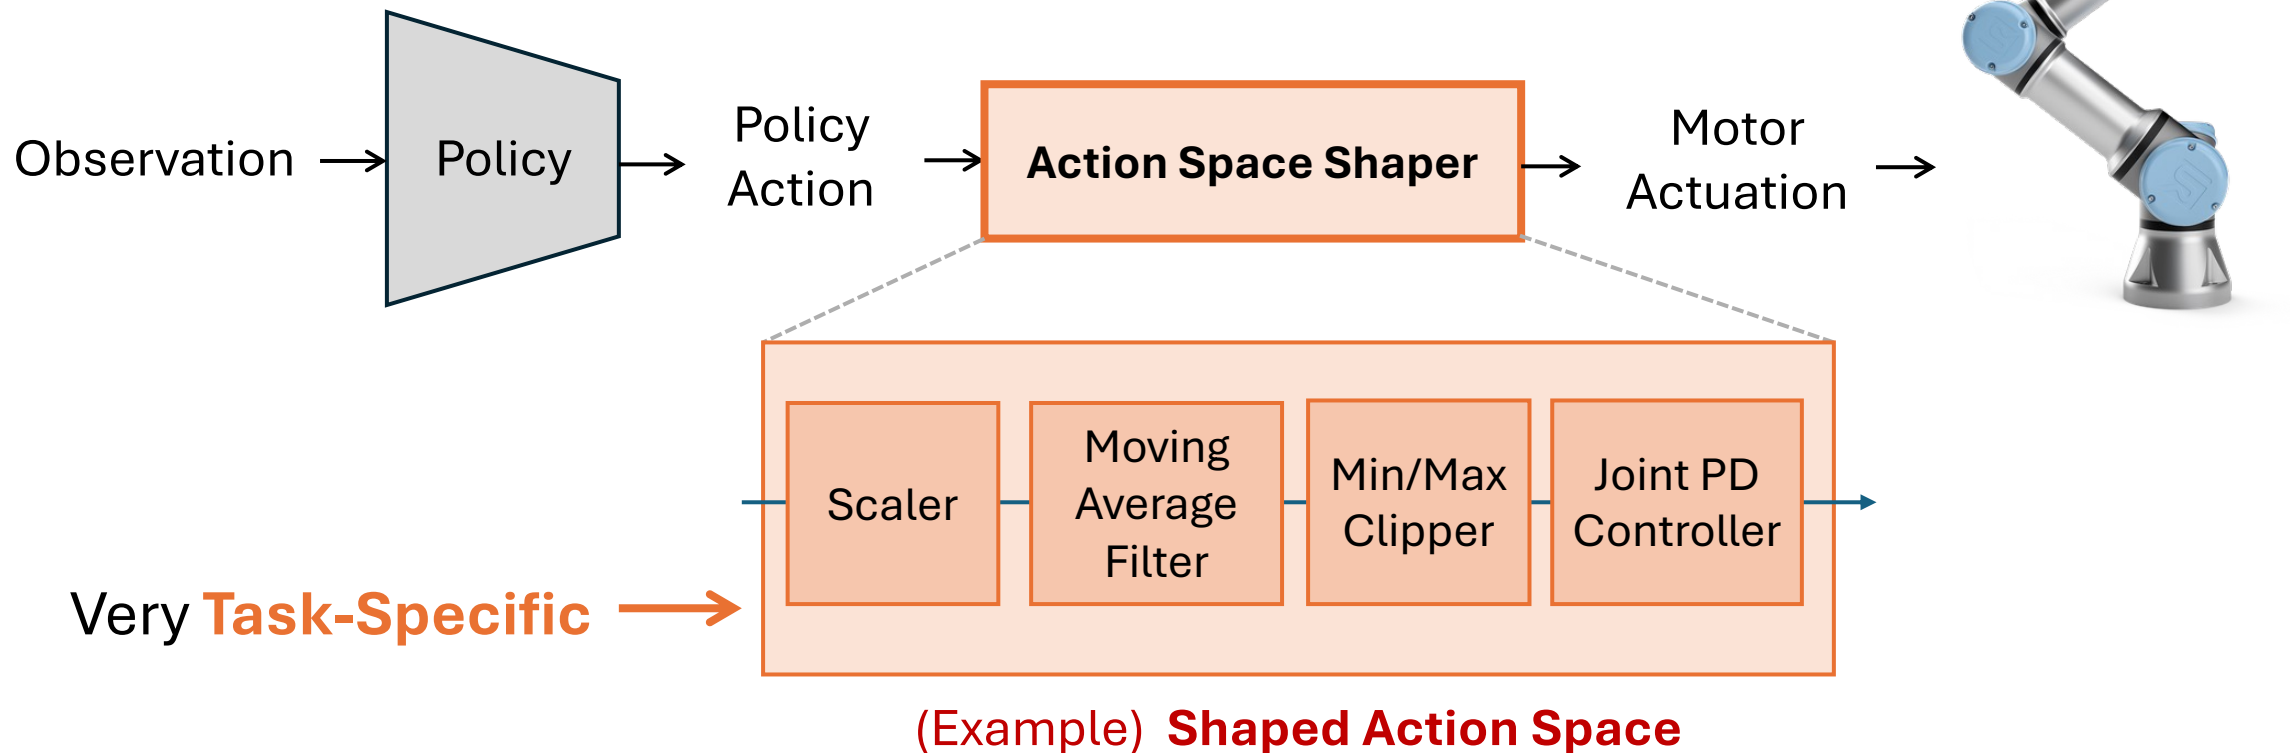 Observation
Policy
Policy
Action
Action Space Shaper
Motor
Actuation
Scaler
Moving
Average
Filter
Min/Max
Clipper
Joint PD
Controller
Very Task-Specific
(Example) Shaped Action Space